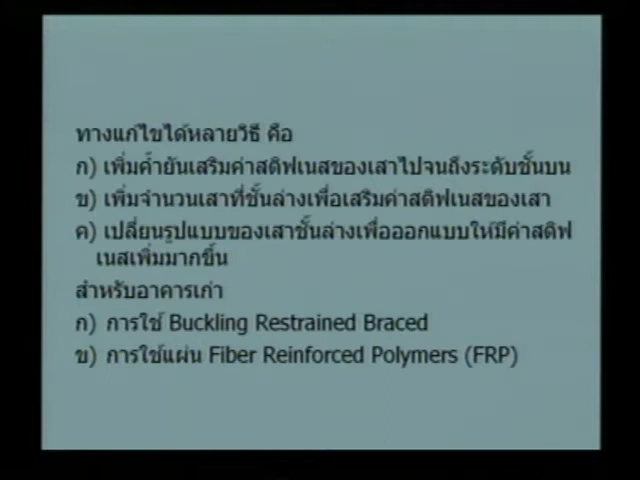 ทางแก้ไขได้หลายวิธี คือ
ก) เพิ่มค้ำยันเสริมค่าสติฟเนสของเสาไปจนถึงระดับชั้นบน
ข) เพิ่มจำนวนเสาที่ชั้นล่างเพื่อเสริมค่าสติฟเนสของเสา
ค) เปลี่ยนรูปแบบของเสาชั้นล่างเพื่อออกแบบให้มีค่าสติฟ
เนสเพิ่มมากขึ้น
สำหรับอาคารเก่า
ก) การใช้ Buckling Restrained Braced
ข) การใช้แผ่น Fiber Reinforced Polymers (FRP)